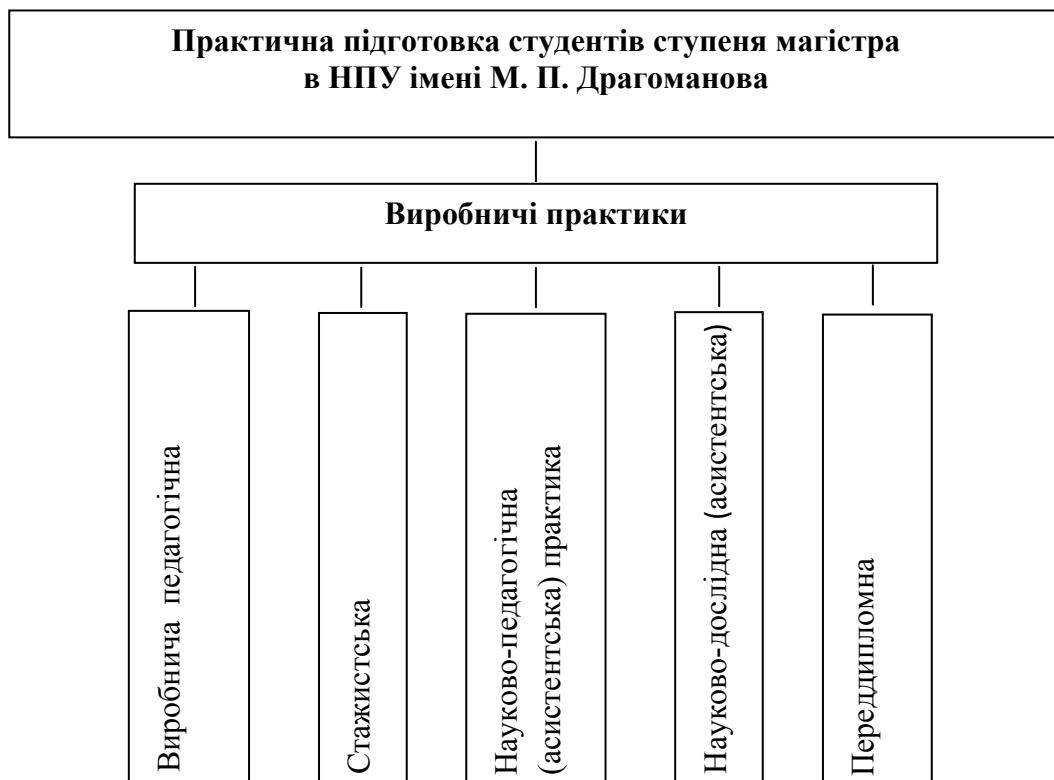 Практична підготовка студентів ступеня магістра
в НПУ імені М. П. Драгоманова
Виробничі практики
Виробнича педагогічна
Стажистська
Науково-педагогічна
(асистентська) практика
Науково-дослідна (асистентська)
Переддипломна